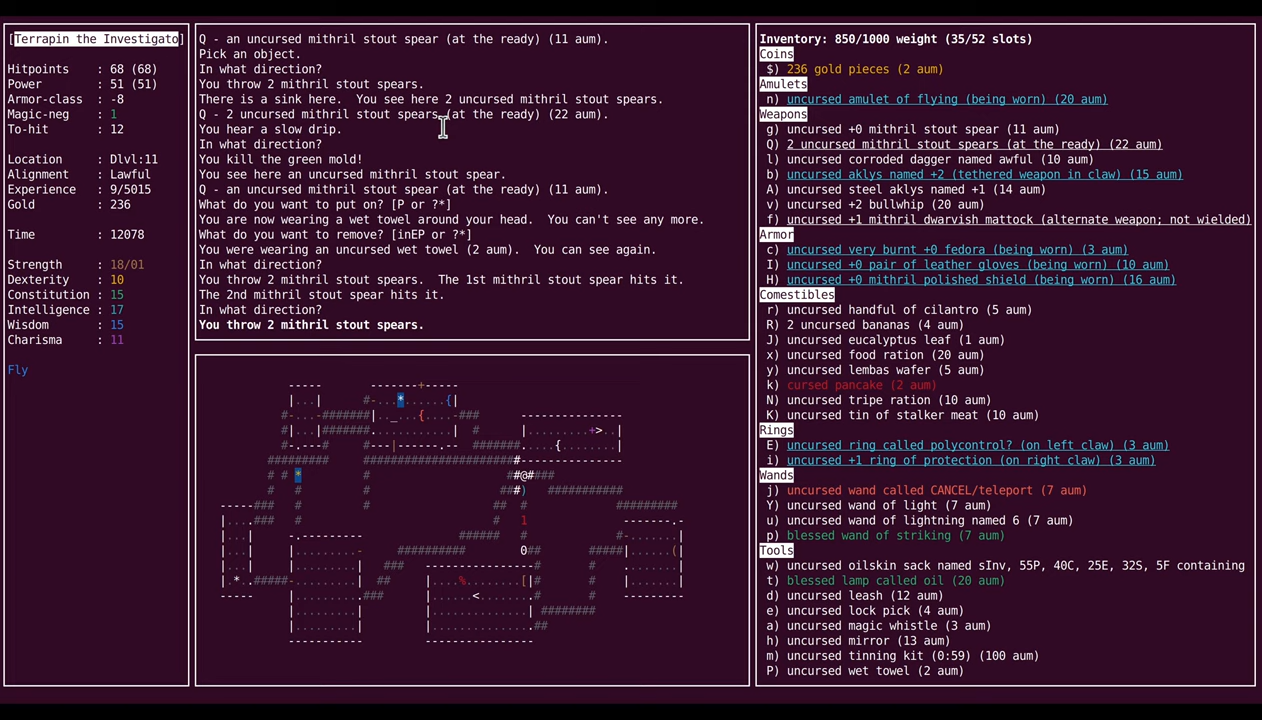 [Terrapin the Investigato]
Hitpoints : 68 (68)
Power : 51 (51)
Armor-class : -8
Magic-neg : 1
To-hit : 12
Location : Dlvl:11
Alignment : Lawful
Experience : 9/5015
Gold : 236
Time : 12078
Strength : 18/01
Dexterity : 10
Constitution : 15
Intelligence : 17
Wisdom : 15
Charisma : 11
Fly
Q - an uncursed mithril stout spear (at the ready) (11 aum).
Pick an object.
In what direction?
You throw 2 mithril stout spears.
There is a sink here.  You see here 2 uncursed mithril stout spears.
Q - 2 uncursed mithril stout spears (at the ready) (22 aum).
You hear a slow drip.
In what direction?
You kill the green mold!
You see here an uncursed mithril stout spear.
Q - an uncursed mithril stout spear (at the ready) (11 aum).
What do you want to put on? [P or ?*]
You are now wearing a wet towel around your head.  You can't see any more.
What do you want to remove? [inEP or ?*]
You were wearing an uncursed wet towel (2 aum).  You can see again.
In what direction?
You throw 2 mithril stout spears.  The 1st mithril stout spear hits it.
The 2nd mithril stout spear hits it.
In what direction?
You throw 2 mithril stout spears.
Inventory: 850/1000 weight (35/52 slots)
Coins
$) 236 gold pieces (2 aum)
Amulets
n) uncursed amulet of flying (being worn) (20 aum)
Weapons
g) uncursed +0 mithril stout spear (11 aum)
Q) 2 uncursed mithril stout spears (at the ready) (22 aum)
l) uncursed corroded dagger named awful (10 aum)
b) uncursed aklys named +2 (tethered weapon in claw) (15 aum)
A) uncursed steel aklys named +1 (14 aum)
v) uncursed +2 bullwhip (20 aum)
f) uncursed +1 mithril dwarvish mattock (alternate weapon; not wielded)
Armor
c) uncursed very burnt +0 fedora (being worn) (3 aum)
I) uncursed +0 pair of leather gloves (being worn) (10 aum)
H) uncursed +0 mithril polished shield (being worn) (16 aum)
Comestibles
r) uncursed handful of cilantro (5 aum)
R) 2 uncursed bananas (4 aum)
J) uncursed eucalyptus leaf (1 aum)
x) uncursed food ration (20 aum)
y) uncursed lembas wafer (5 aum)
k) cursed pancake (2 aum)
N) uncursed tripe ration (10 aum)
K) uncursed tin of stalker meat (10 aum)
Rings
E) uncursed ring called polycontrol? (on left claw) (3 aum)
i) uncursed +1 ring of protection (on right claw) (3 aum)
Wands
j) uncursed wand called CANCEL/teleport (7 aum)
Y) uncursed wand of light (7 aum)
u) uncursed wand of lightning named 6 (7 aum)
p) blessed wand of striking (7 aum)
Tools
w) uncursed oilskin sack named sInv, 55P, 40C, 25E, 32S, 5F containing
t) blessed lamp called oil (20 aum)
d) uncursed leash (12 aum)
e) uncursed lock pick (4 aum)
a) uncursed magic whistle (3 aum)
h) uncursed mirror (13 aum)
m) uncursed tinning kit (0:59) (100 aum)
P) uncursed wet towel (2 aum)